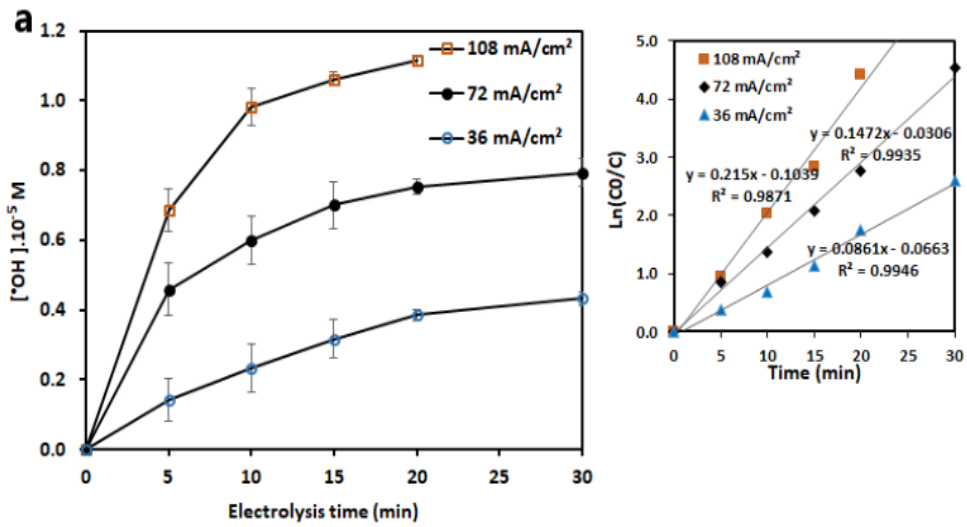 a
[•OH].10⁻⁵ M
1.2
1.0
0.8
0.6
0.4
0.2
0.0
108 mA/cm²
72 mA/cm²
36 mA/cm²
0 5 10 15 20 25 30
Electrolysis time (min)
Ln(C0/C)
5.0
4.0
3.0
2.0
1.0
0.0
108 mA/cm²
72 mA/cm²
36 mA/cm²
y = 0.1472x - 0.0306
R² = 0.9935
y = 0.215x - 0.1039
R² = 0.9871
y = 0.0861x - 0.0663
R² = 0.9946
0 5 10 15 20 30
Time (min)